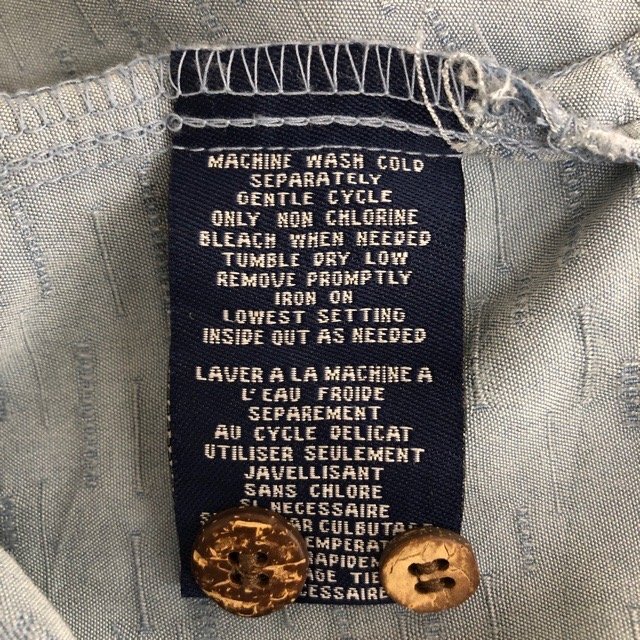 MACHINE WASH COLD
SEPARATELY
GENTLE CYCLE
ONLY NON CHLORINE
BLEACH WHEN NEEDED
TUMBLE DRY LOW
REMOVE PROMPTLY
IRON ON
LOWEST SETTING
INSIDE OUT AS NEEDED
LAVER A LA MACHINE A
L'EAU FROIDE
SEPAREMENT
AU CYCLE DELICAT
UTILISER SEULEMENT
JAVELLISANT
SANS CHLORE
SI NECESSAIRE
CULBUTAGE